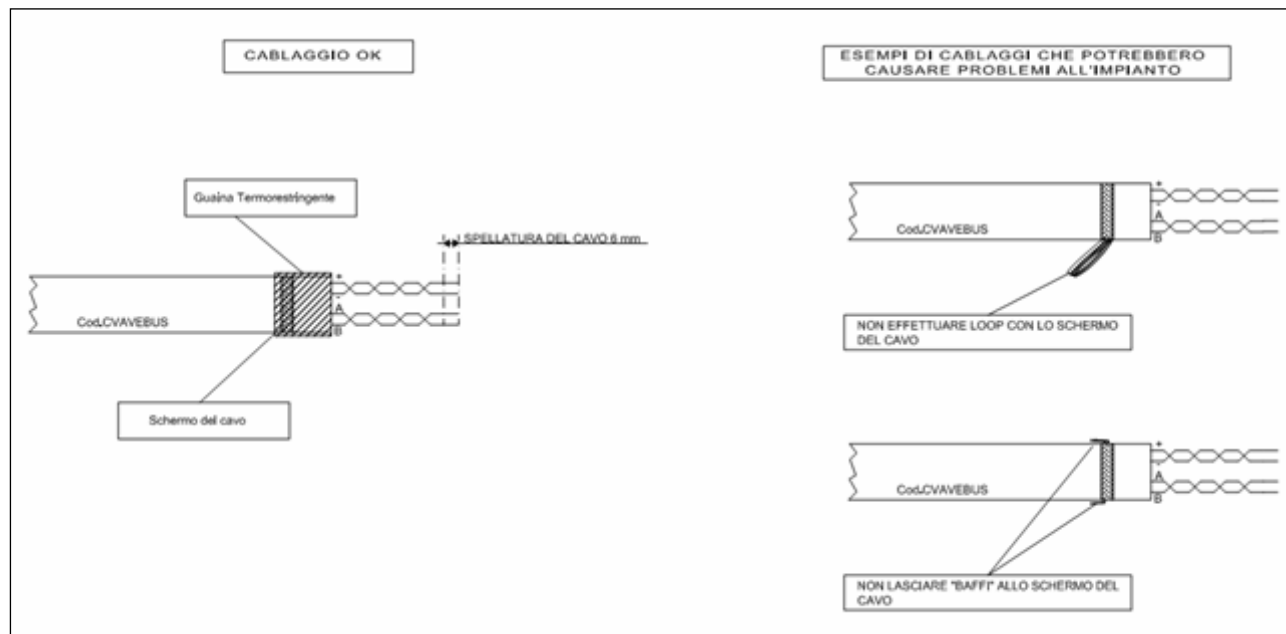 CABLAGGIO OK
Guaina Termorestringente
SPELLATURA DEL CAVO 6 mm
+
-
A
B
Cod.CVAVEBUS
Schermo del cavo
ESEMPI DI CABLAGGI CHE POTREBBERO
CAUSARE PROBLEMI ALL'IMPIANTO
+
-
A
B
Cod.CVAVEBUS
NON EFFETTUARE LOOP CON LO SCHERMO
DEL CAVO
+
-
A
B
Cod.CVAVEBUS
NON LASCIARE "BAFFI" ALLO SCHERMO DEL
CAVO